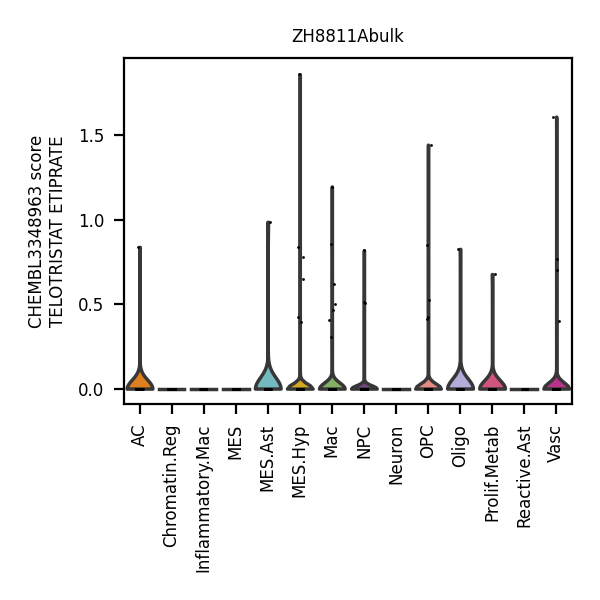 ZH8811Abulk
CHEMBL3348963 score
TELOTRISTAT ETIPRATE
1.5
1.0
0.5
0.0
AC
Chromatin.Reg
Inflammatory.Mac
MES
MES.Ast
MES.Hyp
Mac
NPC
Neuron
OPC
Oligo
Prolif.Metab
Reactive.Ast
Vasc